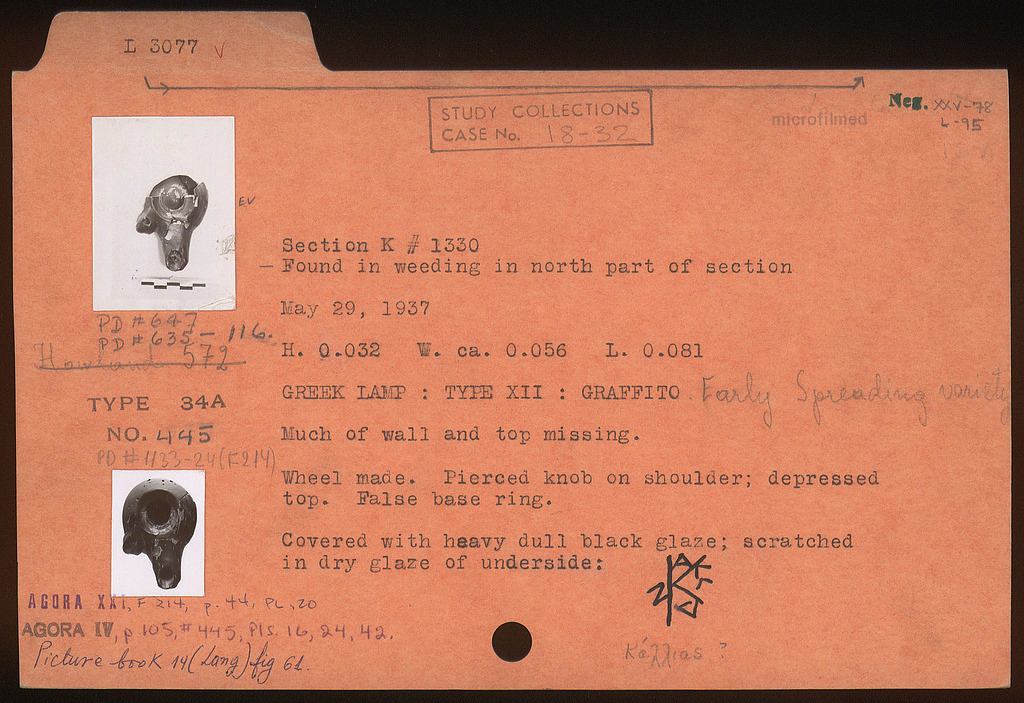 L 3077 v
STUDY COLLECTIONS
CASE No. 18-32
microfilmed
Neg. XXV-78
L-95
EV
Section K # 1330
— Found in weeding in north part of section
May 29, 1937
PD #647
PD #635 – 116.
Howland 572
H. 0.032 W. ca. 0.056 L. 0.081
TYPE 34A
GREEK LAMP : TYPE XII : GRAFFITO. Early Spreading variety
NO. 445
Much of wall and top missing.
PD #1133-24 (F214)
Wheel made. Pierced knob on shoulder; depressed
top. False base ring.
Covered with heavy dull black glaze; scratched
in dry glaze of underside:
AGORA XXI, F 214, p. 44, PL, 20
AGORA IV, p 105, #445, Pls. 16, 24, 42.
Picture book 14 (Lang) fig 61.
Κάλλιας ?